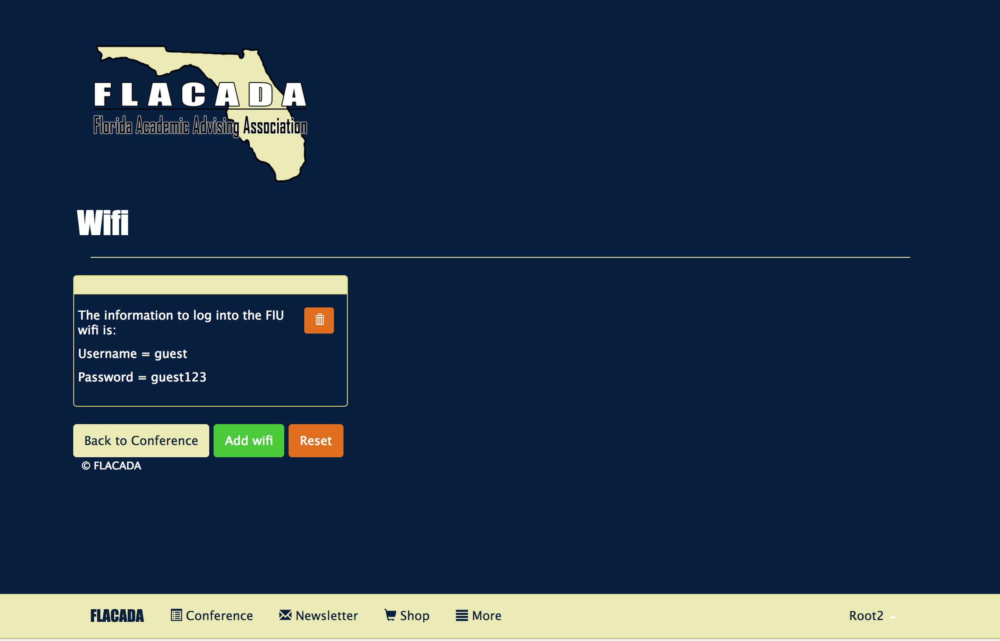 FLACADA
Florida Academic Advising Association
Wifi
The information to log into the FIU
wifi is:
Username = guest
Password = guest123
Back to Conference
Add wifi
Reset
© FLACADA
FLACADA
Conference
Newsletter
Shop
More
Root2